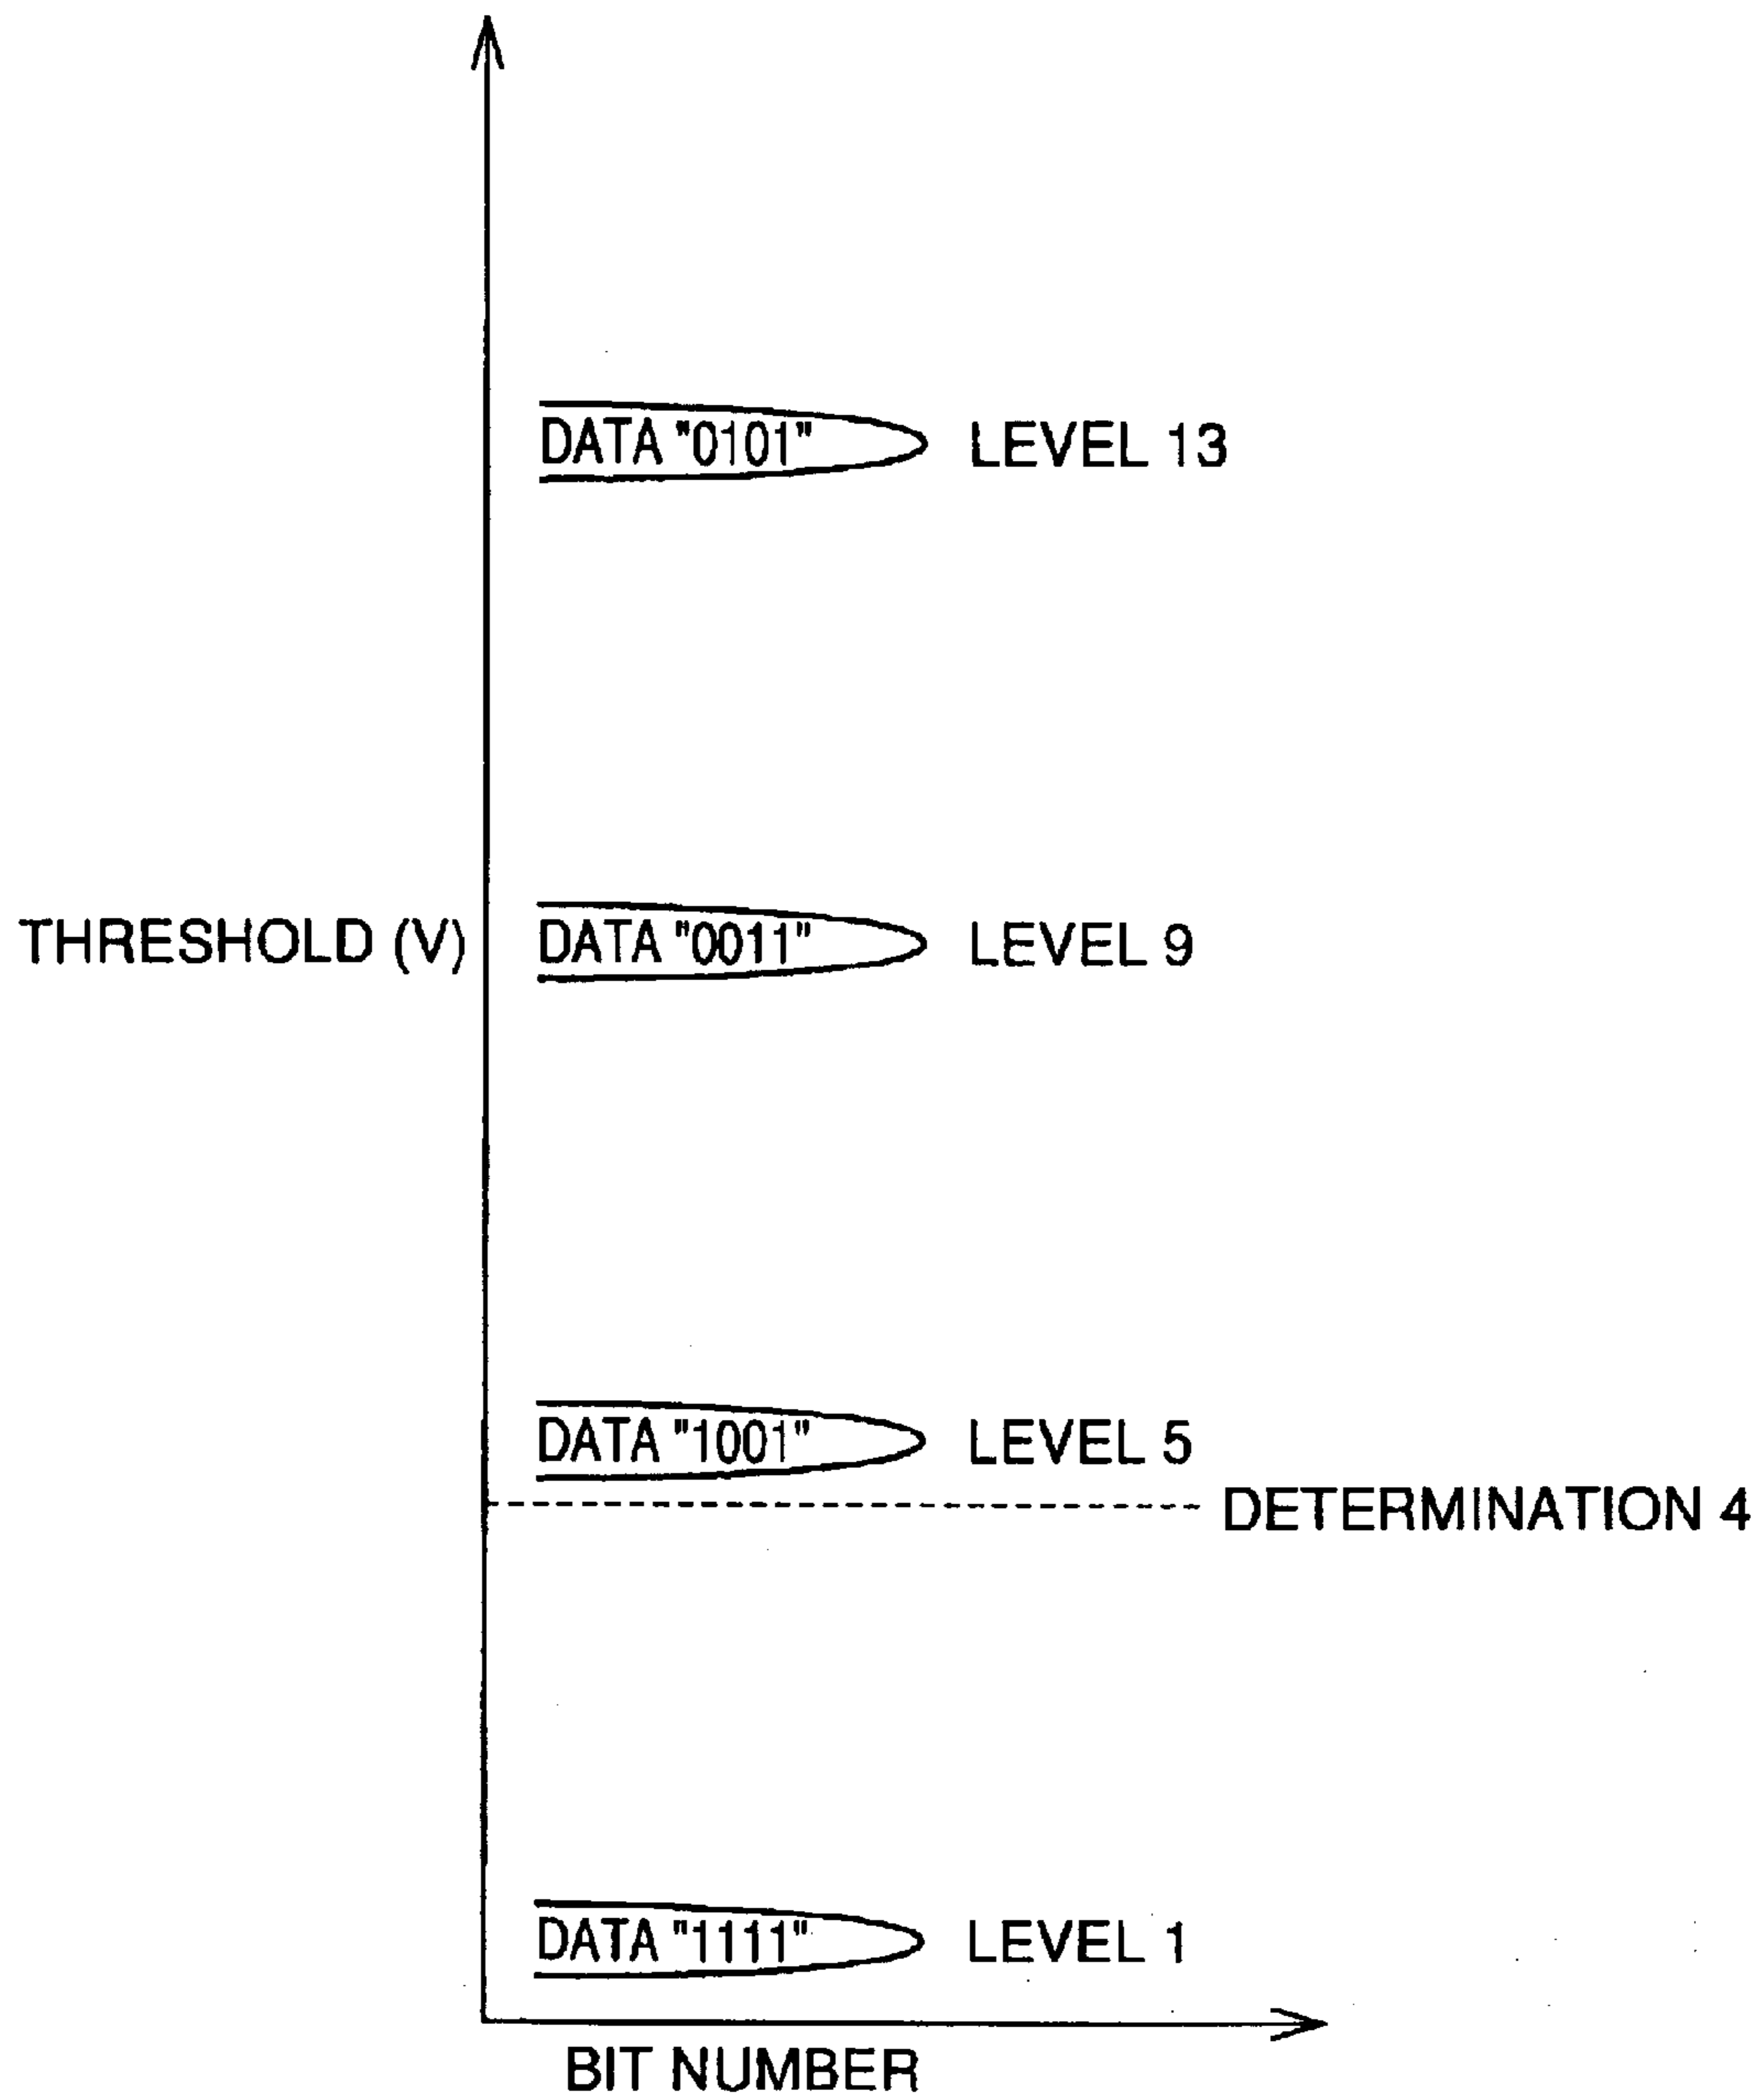 DATA "0101" LEVEL 13
THRESHOLD (V) DATA "0011" LEVEL 9
DATA "1001" LEVEL 5
DETERMINATION 4
DATA "1111" LEVEL 1
BIT NUMBER